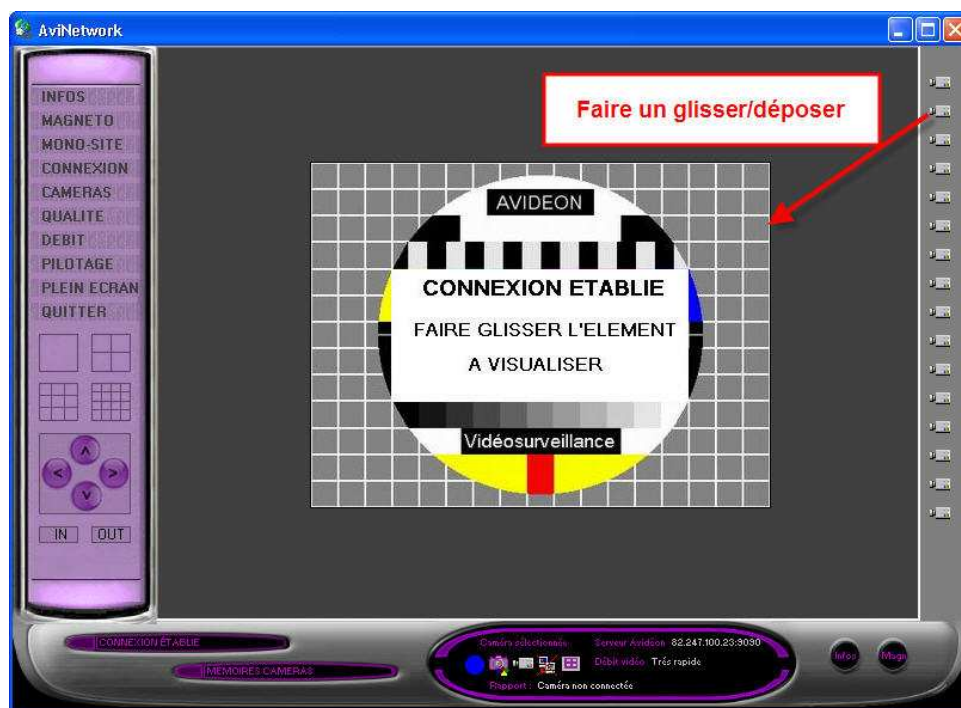 AviNetwork
INFOS
MAGNETO
MONO-SITE
CONNEXION
CAMERAS
QUALITE
DEBIT
PILOTAGE
PLEIN ECRAN
QUITTER
IN OUT
Faire un glisser/déposer
AVIDEON
CONNEXION ETABLIE
FAIRE GLISSER L'ELEMENT
A VISUALISER
Vidéosurveillance
CONNEXION ÉTABLIE
MEMOIRES CAMERAS
Caméra sélectionnée Serveur Avidéon 82.247.100.23:9090
Débit vidéo Trés rapide
Rapport : Caméra non connectée
Infos
Magn